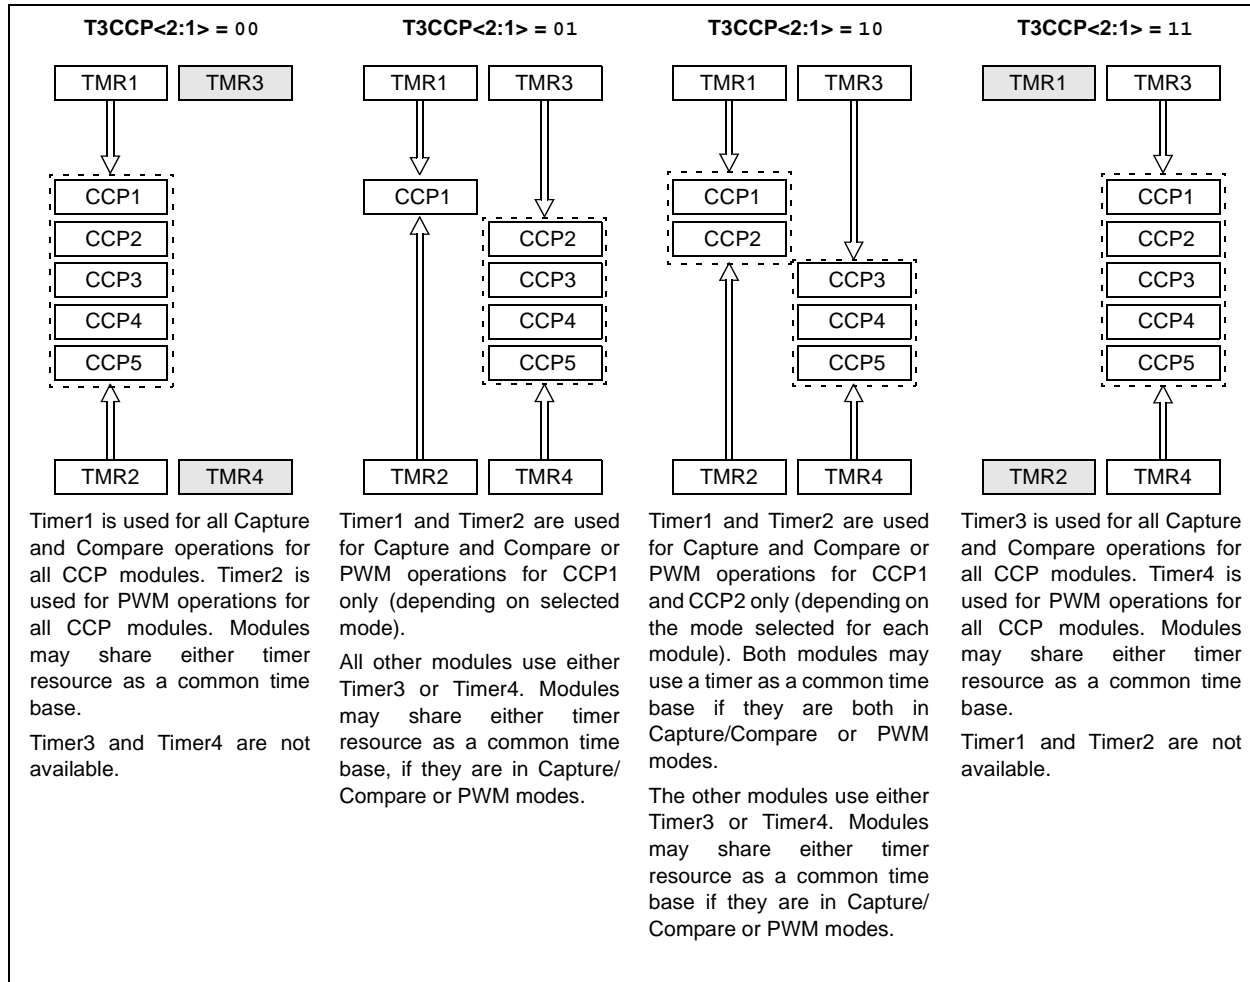 T3CCP<2:1> = 00
TMR1 TMR3
CCP1
CCP2
CCP3
CCP4
CCP5
TMR2 TMR4
Timer1 is used for all Capture
and Compare operations for
all CCP modules. Timer2 is
used for PWM operations for
all CCP modules. Modules
may share either timer
resource as a common time
base.
Timer3 and Timer4 are not
available.
T3CCP<2:1> = 01
TMR1 TMR3
CCP1
CCP2
CCP3
CCP4
CCP5
TMR2 TMR4
Timer1 and Timer2 are used
for Capture and Compare or
PWM operations for CCP1
only (depending on selected
mode).
All other modules use either
Timer3 or Timer4. Modules
may share either timer
resource as a common time
base, if they are in Capture/
Compare or PWM modes.
T3CCP<2:1> = 10
TMR1 TMR3
CCP1
CCP2
CCP3
CCP4
CCP5
TMR2 TMR4
Timer1 and Timer2 are used
for Capture and Compare or
PWM operations for CCP1
and CCP2 only (depending on
the mode selected for each
module). Both modules may
use a timer as a common time
base if they are both in
Capture/Compare or PWM
modes.
The other modules use either
Timer3 or Timer4. Modules
may share either timer
resource as a common time
base if they are in Capture/
Compare or PWM modes.
T3CCP<2:1> = 11
TMR1 TMR3
CCP1
CCP2
CCP3
CCP4
CCP5
TMR2 TMR4
Timer3 is used for all Capture
and Compare operations for
all CCP modules. Timer4 is
used for PWM operations for
all CCP modules. Modules
may share either timer
resource as a common time
base.
Timer1 and Timer2 are not
available.